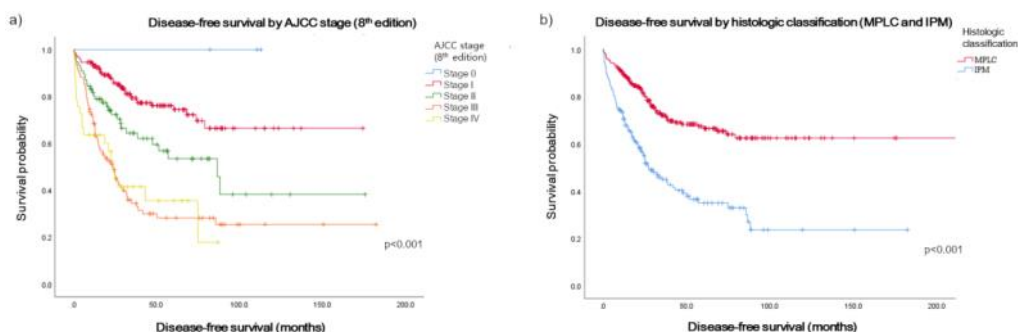 a)
Disease-free survival by AJCC stage (8th edition)
AJCC stage
(8th edition)
Stage 0
Stage I
Stage II
Stage III
Stage IV
Survival probability
1.0
0.8
0.6
0.4
0.2
0.0
p<0.001
.0
50.0
100.0
150.0
200.0
Disease-free survival (months)
b)
Disease-free survival by histologic classification (MPLC and IPM)
Histologic
classification
MPLC
IPM
Survival probability
1.0
0.8
0.6
0.4
0.2
0.0
p<0.001
.0
50.0
100.0
150.0
200.0
Disease-free survival (months)